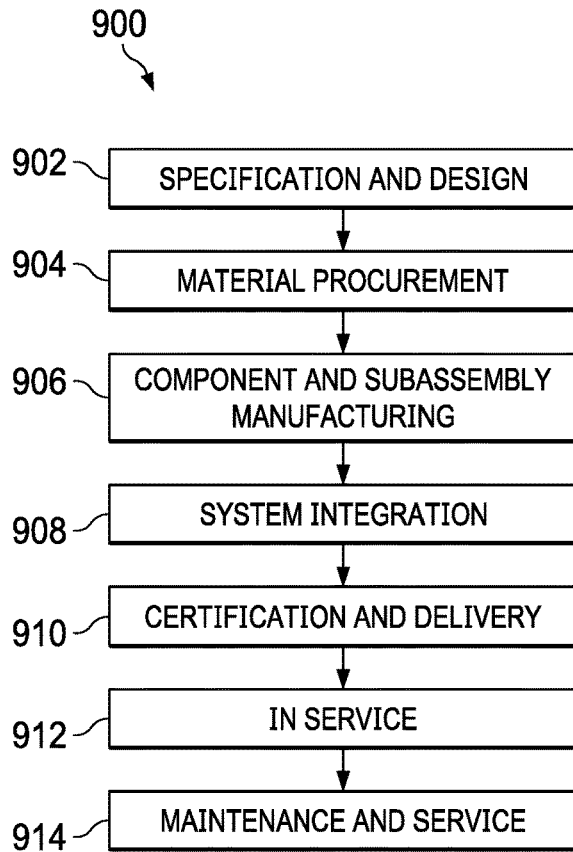 900
902
SPECIFICATION AND DESIGN
904
MATERIAL PROCUREMENT
906
COMPONENT AND SUBASSEMBLY
MANUFACTURING
908
SYSTEM INTEGRATION
910
CERTIFICATION AND DELIVERY
912
IN SERVICE
914
MAINTENANCE AND SERVICE